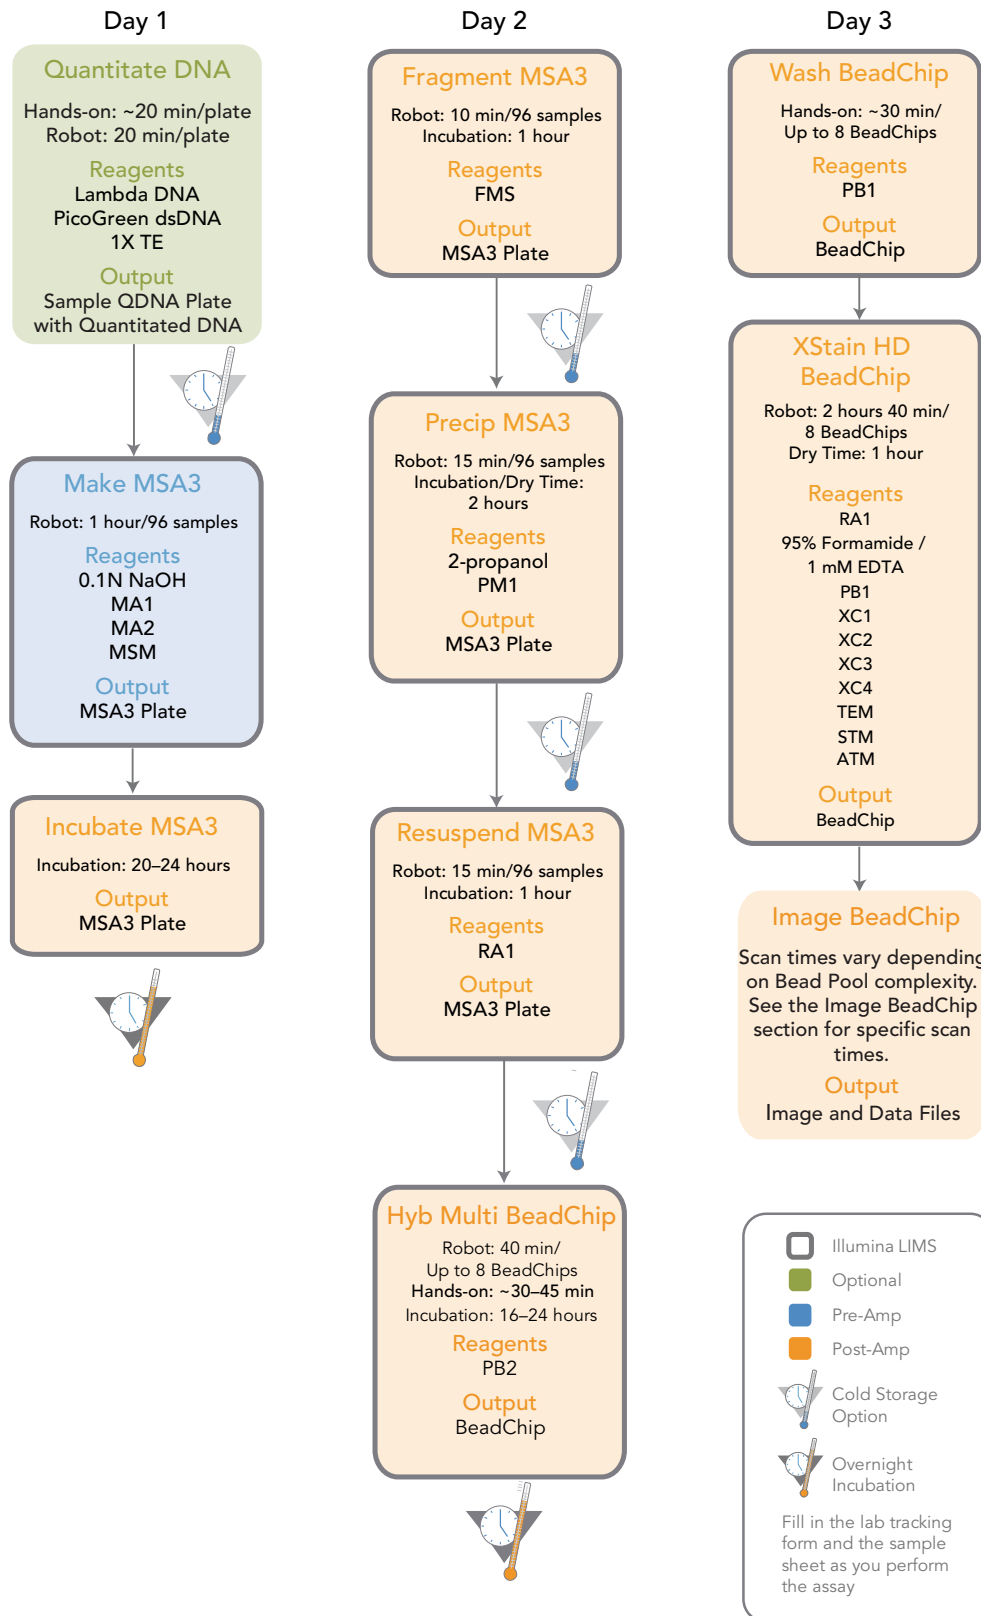 Day 1
Quantitate DNA
Hands-on: ~20 min/plate
Robot: 20 min/plate
Reagents
Lambda DNA
PicoGreen dsDNA
1X TE
Output
Sample QDNA Plate
with Quantitated DNA
Make MSA3
Robot: 1 hour/96 samples
Reagents
0.1N NaOH
MA1
MA2
MSM
Output
MSA3 Plate
Incubate MSA3
Incubation: 20–24 hours
Output
MSA3 Plate
Day 2
Fragment MSA3
Robot: 10 min/96 samples
Incubation: 1 hour
Reagents
FMS
Output
MSA3 Plate
Precip MSA3
Robot: 15 min/96 samples
Incubation/Dry Time:
2 hours
Reagents
2-propanol
PM1
Output
MSA3 Plate
Resuspend MSA3
Robot: 15 min/96 samples
Incubation: 1 hour
Reagents
RA1
Output
MSA3 Plate
Hyb Multi BeadChip
Robot: 40 min/
Up to 8 BeadChips
Hands-on: ~30–45 min
Incubation: 16–24 hours
Reagents
PB2
Output
BeadChip
Day 3
Wash BeadChip
Hands-on: ~30 min/
Up to 8 BeadChips
Reagents
PB1
Output
BeadChip
XStain HD
BeadChip
Robot: 2 hours 40 min/
8 BeadChips
Dry Time: 1 hour
Reagents
RA1
95% Formamide /
1 mM EDTA
PB1
XC1
XC2
XC3
XC4
TEM
STM
ATM
Output
BeadChip
Image BeadChip
Scan times vary depending
on Bead Pool complexity.
See the Image BeadChip
section for specific scan
times.
Output
Image and Data Files
Illumina LIMS
Optional
Pre-Amp
Post-Amp
Cold Storage
Option
Overnight
Incubation
Fill in the lab tracking
form and the sample
sheet as you perform
the assay